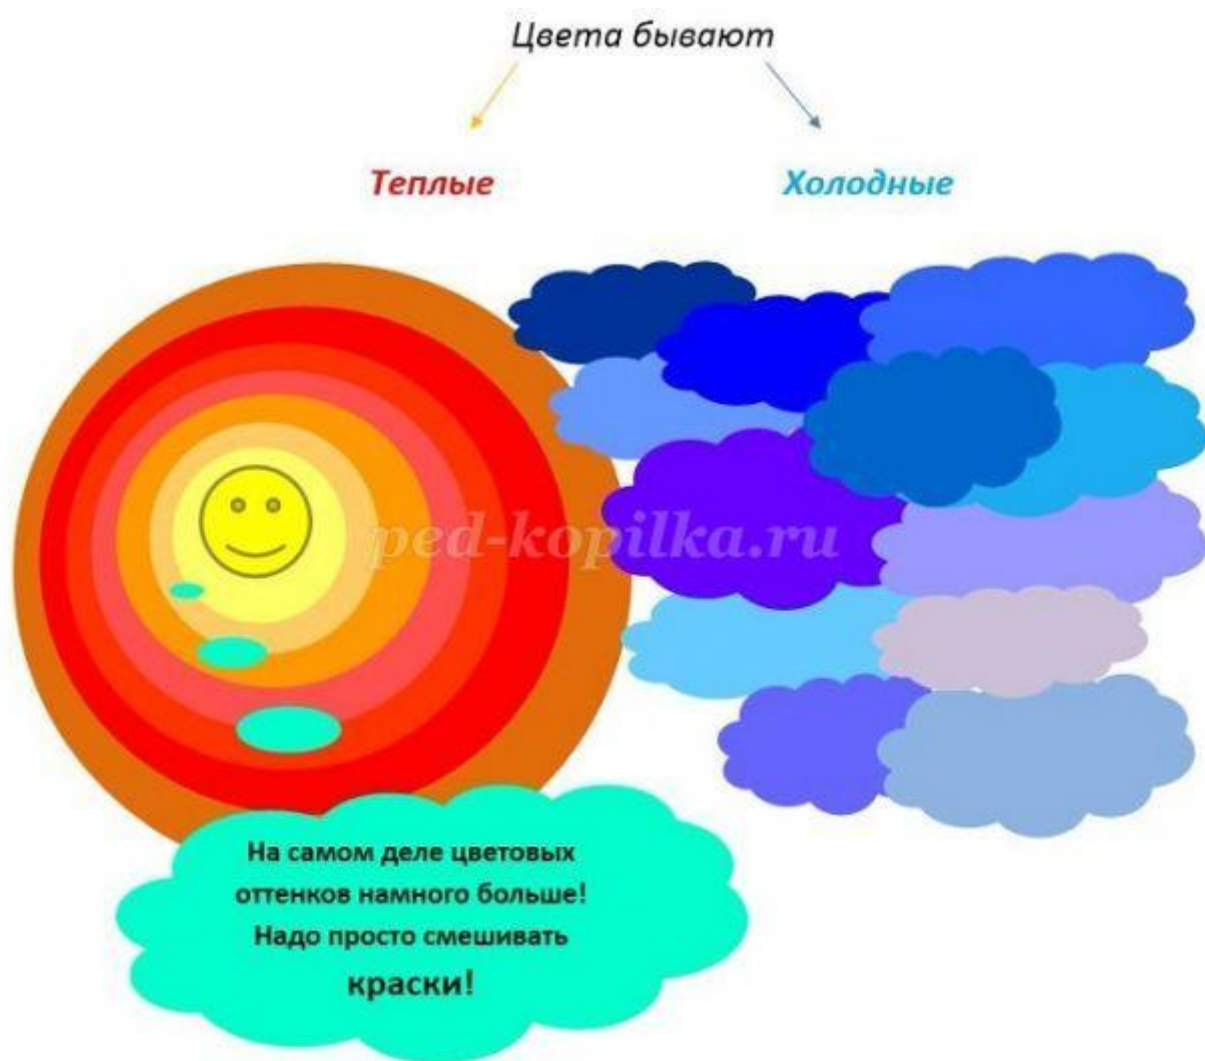 Цвета бывают
Теплые
Холодные
ped-kopilka.ru
На самом деле цветовых
оттенков намного больше!
Надо просто смешивать
краски!